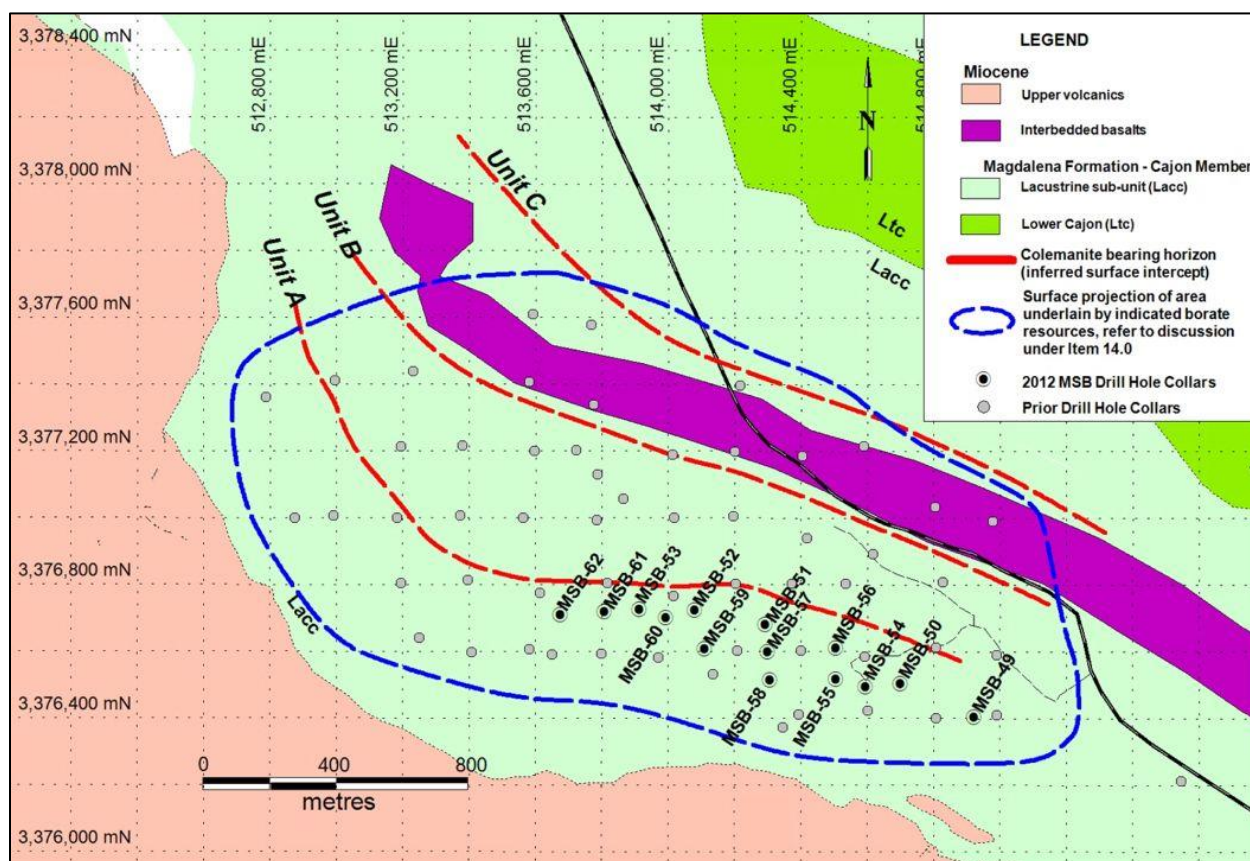 3,378,400 mN
3,378,000 mN
3,377,600 mN
3,377,200 mN
3,376,800 mN
3,376,400 mN
3,376,000 mN
512,800 mE
513,200 mE
513,600 mE
514,000 mE
514,400 mE
514,800 mE
N
Unit A
Unit B
Unit C
Ltc
Lacc
Lacc
MSB-62
MSB-61
MSB-53
MSB-52
MSB-51
MSB-60
MSB-59
MSB-57
MSB-56
MSB-54
MSB-50
MSB-49
MSB-58
MSB-55
0 400 800
metres
LEGEND
Miocene
Upper volcanics
Interbedded basalts
Magdalena Formation - Cajon Member
Lacustrine sub-unit (Lacc)
Lower Cajon (Ltc)
Colemanite bearing horizon
(inferred surface intercept)
Surface projection of area
underlain by indicated borate
resources, refer to discussion
under Item 14.0
2012 MSB Drill Hole Collars
Prior Drill Hole Collars